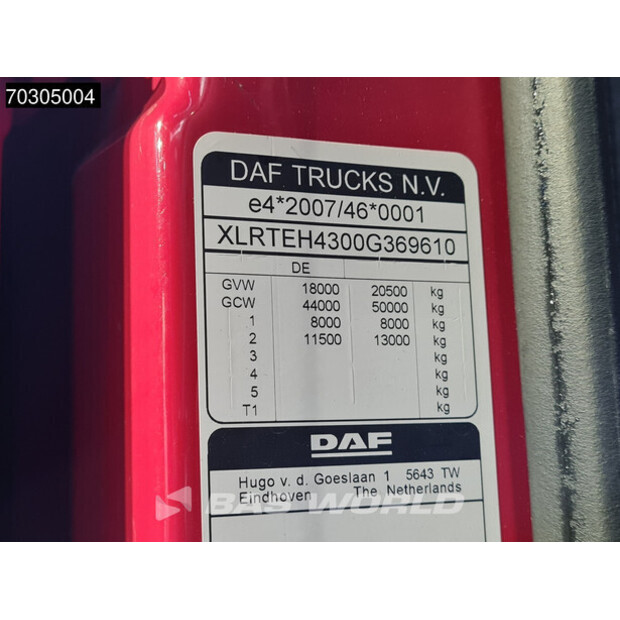 70305004
DAF TRUCKS N.V.
e4*2007/46*0001
XLRTEH4300G369610
DE
GVW 18000 20500 kg
GCW 44000 50000 kg
1 8000 8000 kg
2 11500 13000 kg
3 kg
4 kg
5 kg
T1 kg
DAF
Hugo v. d. Goeslaan 1 5643 TW
Eindhoven The Netherlands
BAS WORLD